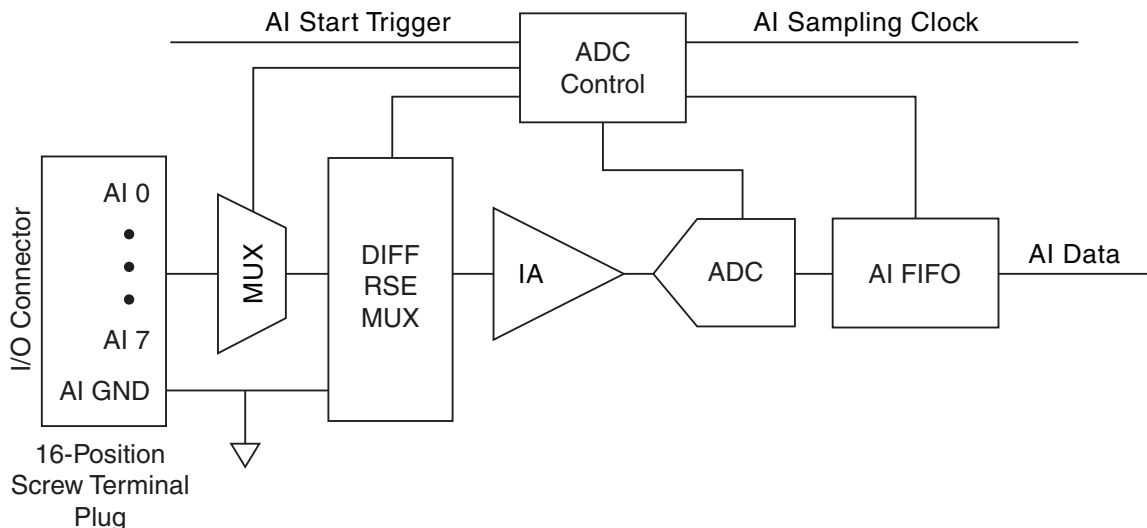 AI Start Trigger
AI Sampling Clock
ADC
Control
I/O Connector
AI 0
AI 7
AI GND
MUX
DIFF
RSE
MUX
IA
ADC
AI FIFO
AI Data
16-Position
Screw Terminal
Plug